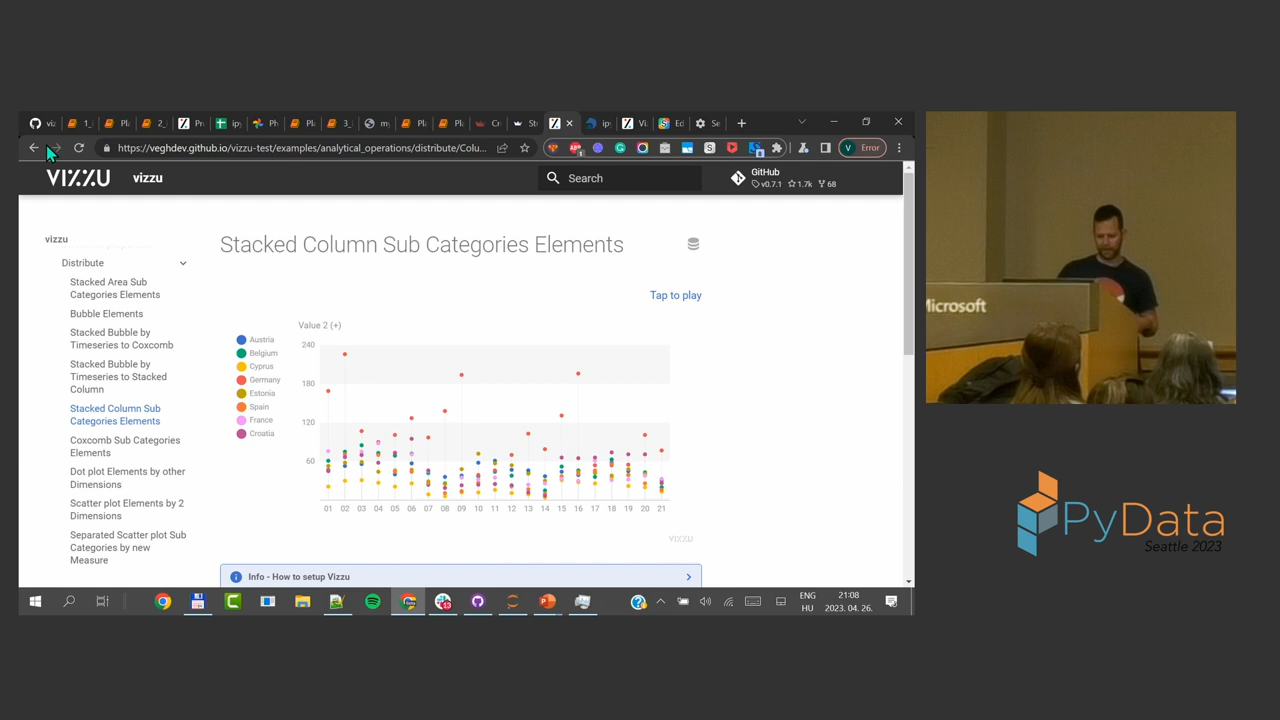 https://veghdev.github.io/vizzu-test/examples/analytical_operations/distribute/Colu...
Error
VIZZU
vizzu
Search
GitHub
v0.7.1 1.7k 68
vizzu
Distribute
Stacked Area Sub
Categories Elements
Bubble Elements
Stacked Bubble by
Timeseries to Coxcomb
Stacked Bubble by
Timeseries to Stacked
Column
Stacked Column Sub
Categories Elements
Coxcomb Sub Categories
Elements
Dot plot Elements by other
Dimensions
Scatter plot Elements by 2
Dimensions
Separated Scatter plot Sub
Categories by new
Measure
Stacked Column Sub Categories Elements
Tap to play
Value 2 (+)
Austria
Belgium
Cyprus
Germany
Estonia
Spain
France
Croatia
240
180
120
60
01 02 03 04 05 06 07 08 09 10 11 12 13 14 15 16 17 18 19 20 21
VIZZU
Info - How to setup Vizzu
ENG
HU
21:08
2023. 04. 26.
Microsoft
PyData
Seattle 2023